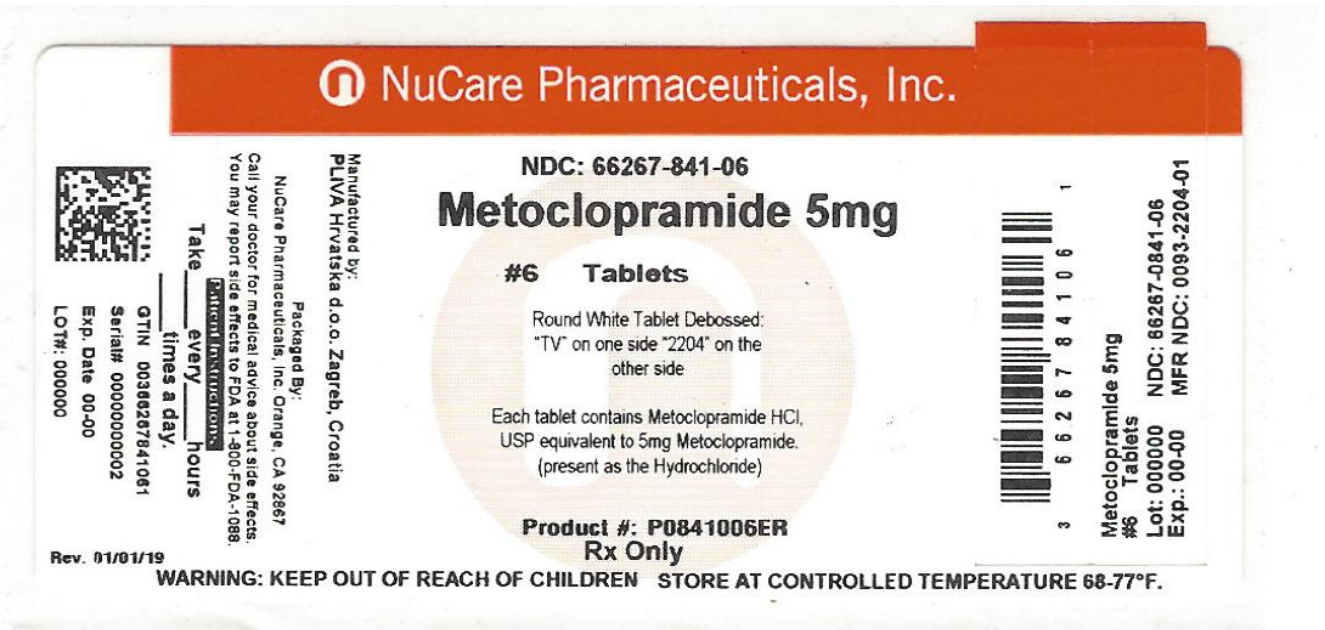 NuCare Pharmaceuticals, Inc.
NDC: 66267-841-06
Metoclopramide 5mg
#6 Tablets
Round White Tablet Debossed:
"TV" on one side "2204" on the
other side
Each tablet contains Metoclopramide HCl,
USP equivalent to 5mg Metoclopramide.
(present as the Hydrochloride)
Product #: P0841006ER
Rx Only
WARNING: KEEP OUT OF REACH OF CHILDREN STORE AT CONTROLLED TEMPERATURE 68-77°F.
Manufactured by:
PLIVA Hrvatska d.o.o. Zagreb, Croatia
Packaged By:
NuCare Pharmaceuticals, Inc. Orange, CA 92867
Call your doctor for medical advice about side effects.
You may report side effects to FDA at 1-800-FDA-1088.
Patient Instructions
Take ____ every ____ hours
____ times a day.
GTIN 00366267841061
Serial# 00000000002
Exp. Date 00-00
LOT#: 000000
Rev. 01/01/19
3 66267 84106 1
Metoclopramide 5mg
#6 Tablets
Lot: 000000 NDC: 66267-0841-06
Exp.: 00-00 MFR NDC: 0093-2204-01